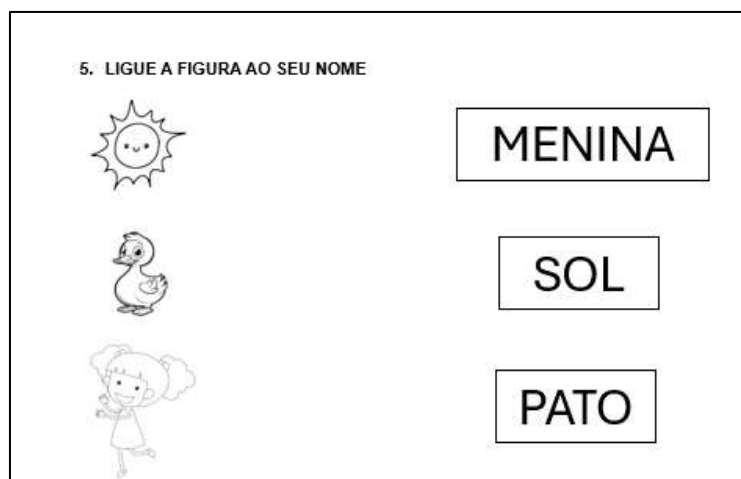 5. LIGUE A FIGURA AO SEU NOME
MENINA
SOL
PATO